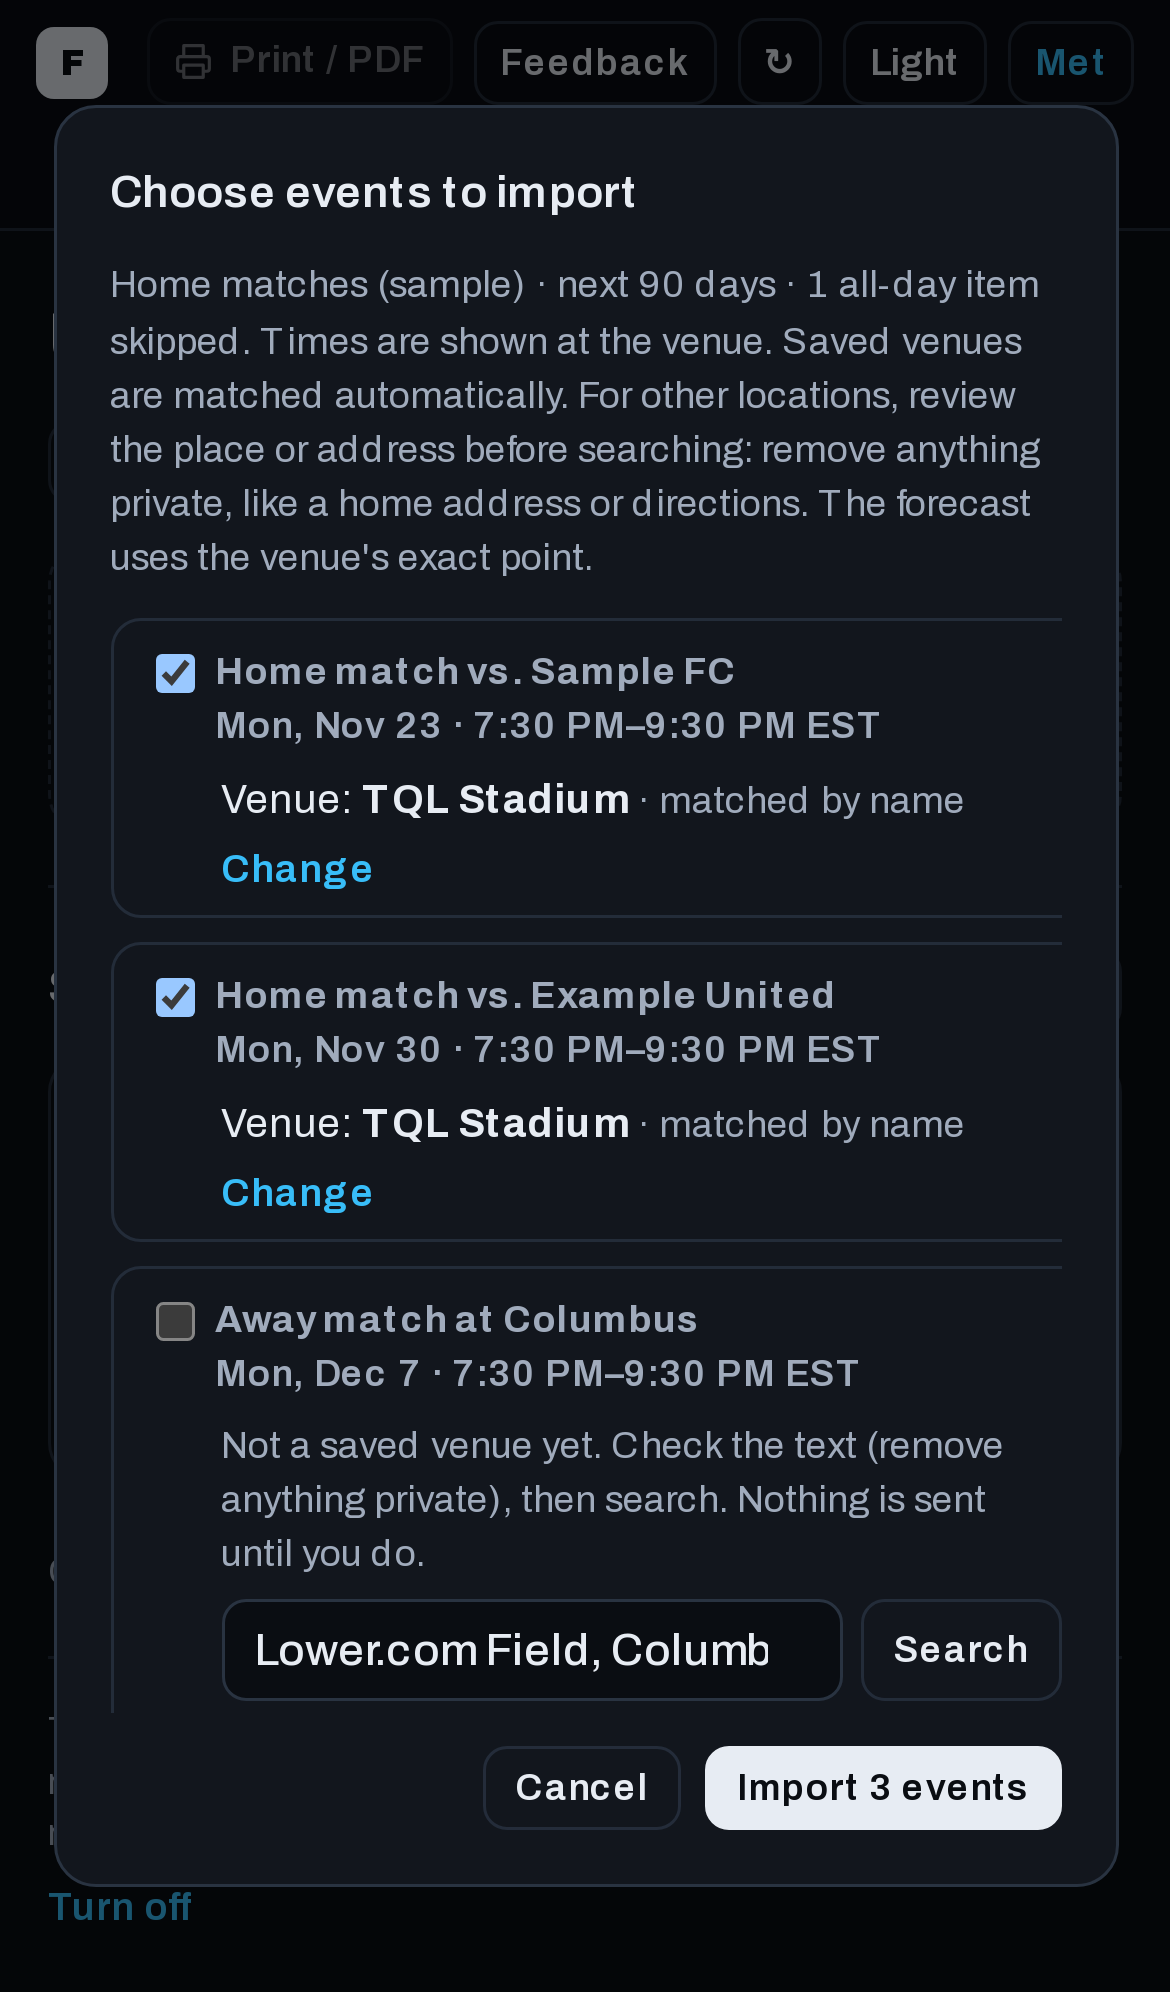 F
Print / PDF
Feedback
↻
Light
Met
Choose events to import
Home matches (sample) · next 90 days · 1 all-day item
skipped. Times are shown at the venue. Saved venues
are matched automatically. For other locations, review
the place or address before searching: remove anything
private, like a home address or directions. The forecast
uses the venue's exact point.
Home match vs. Sample FC
Mon, Nov 23 · 7:30 PM–9:30 PM EST
Venue: TQL Stadium · matched by name
Change
Home match vs. Example United
Mon, Nov 30 · 7:30 PM–9:30 PM EST
Venue: TQL Stadium · matched by name
Change
Away match at Columbus
Mon, Dec 7 · 7:30 PM–9:30 PM EST
Not a saved venue yet. Check the text (remove
anything private), then search. Nothing is sent
until you do.
Lower.com Field, Columb
Search
Cancel
Import 3 events
Turn off